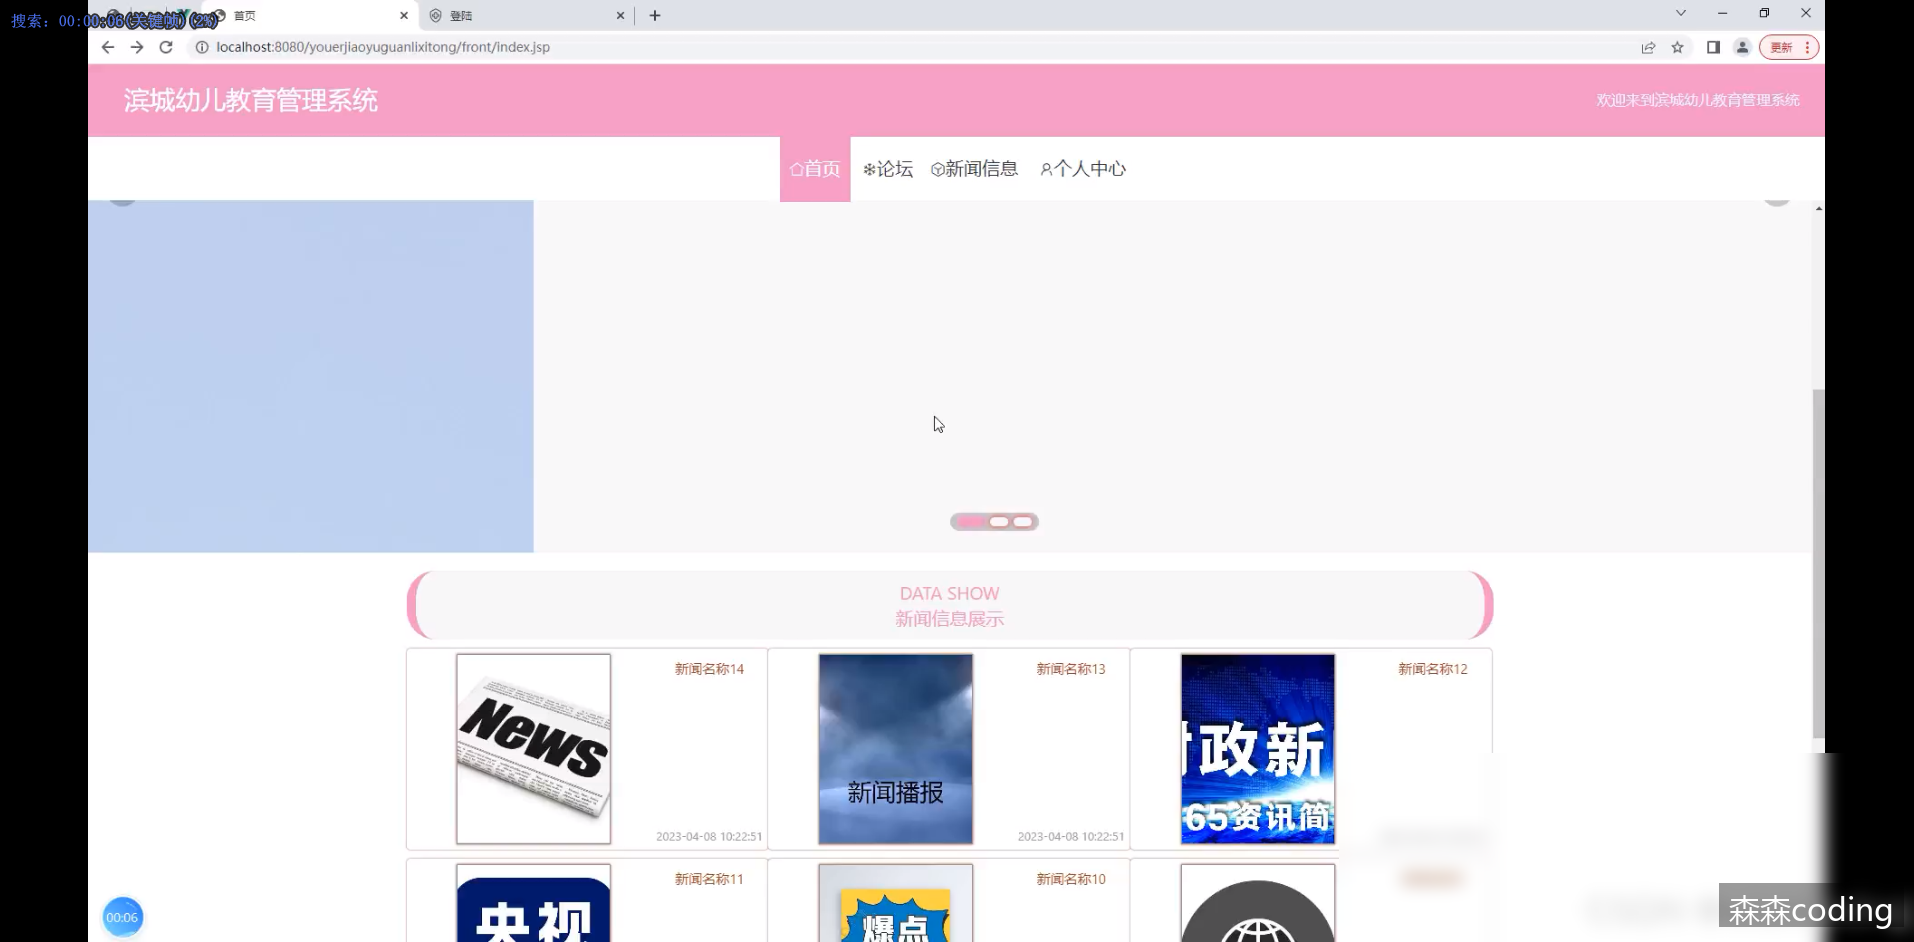 搜索: 00:00:06(关键帧) (2%)
首页
登陆
localhost:8080/youerjiaoyuguanlixitong/front/index.jsp
更新
滨城幼儿教育管理系统
欢迎来到滨城幼儿教育管理系统
首页
论坛
新闻信息
个人中心
DATA SHOW
新闻信息展示
新闻名称14
新闻名称13
新闻名称12
News
新闻播报
时政新
65资讯简
2023-04-08 10:22:51
2023-04-08 10:22:51
新闻名称11
新闻名称10
央视
爆点
00:06
森森coding